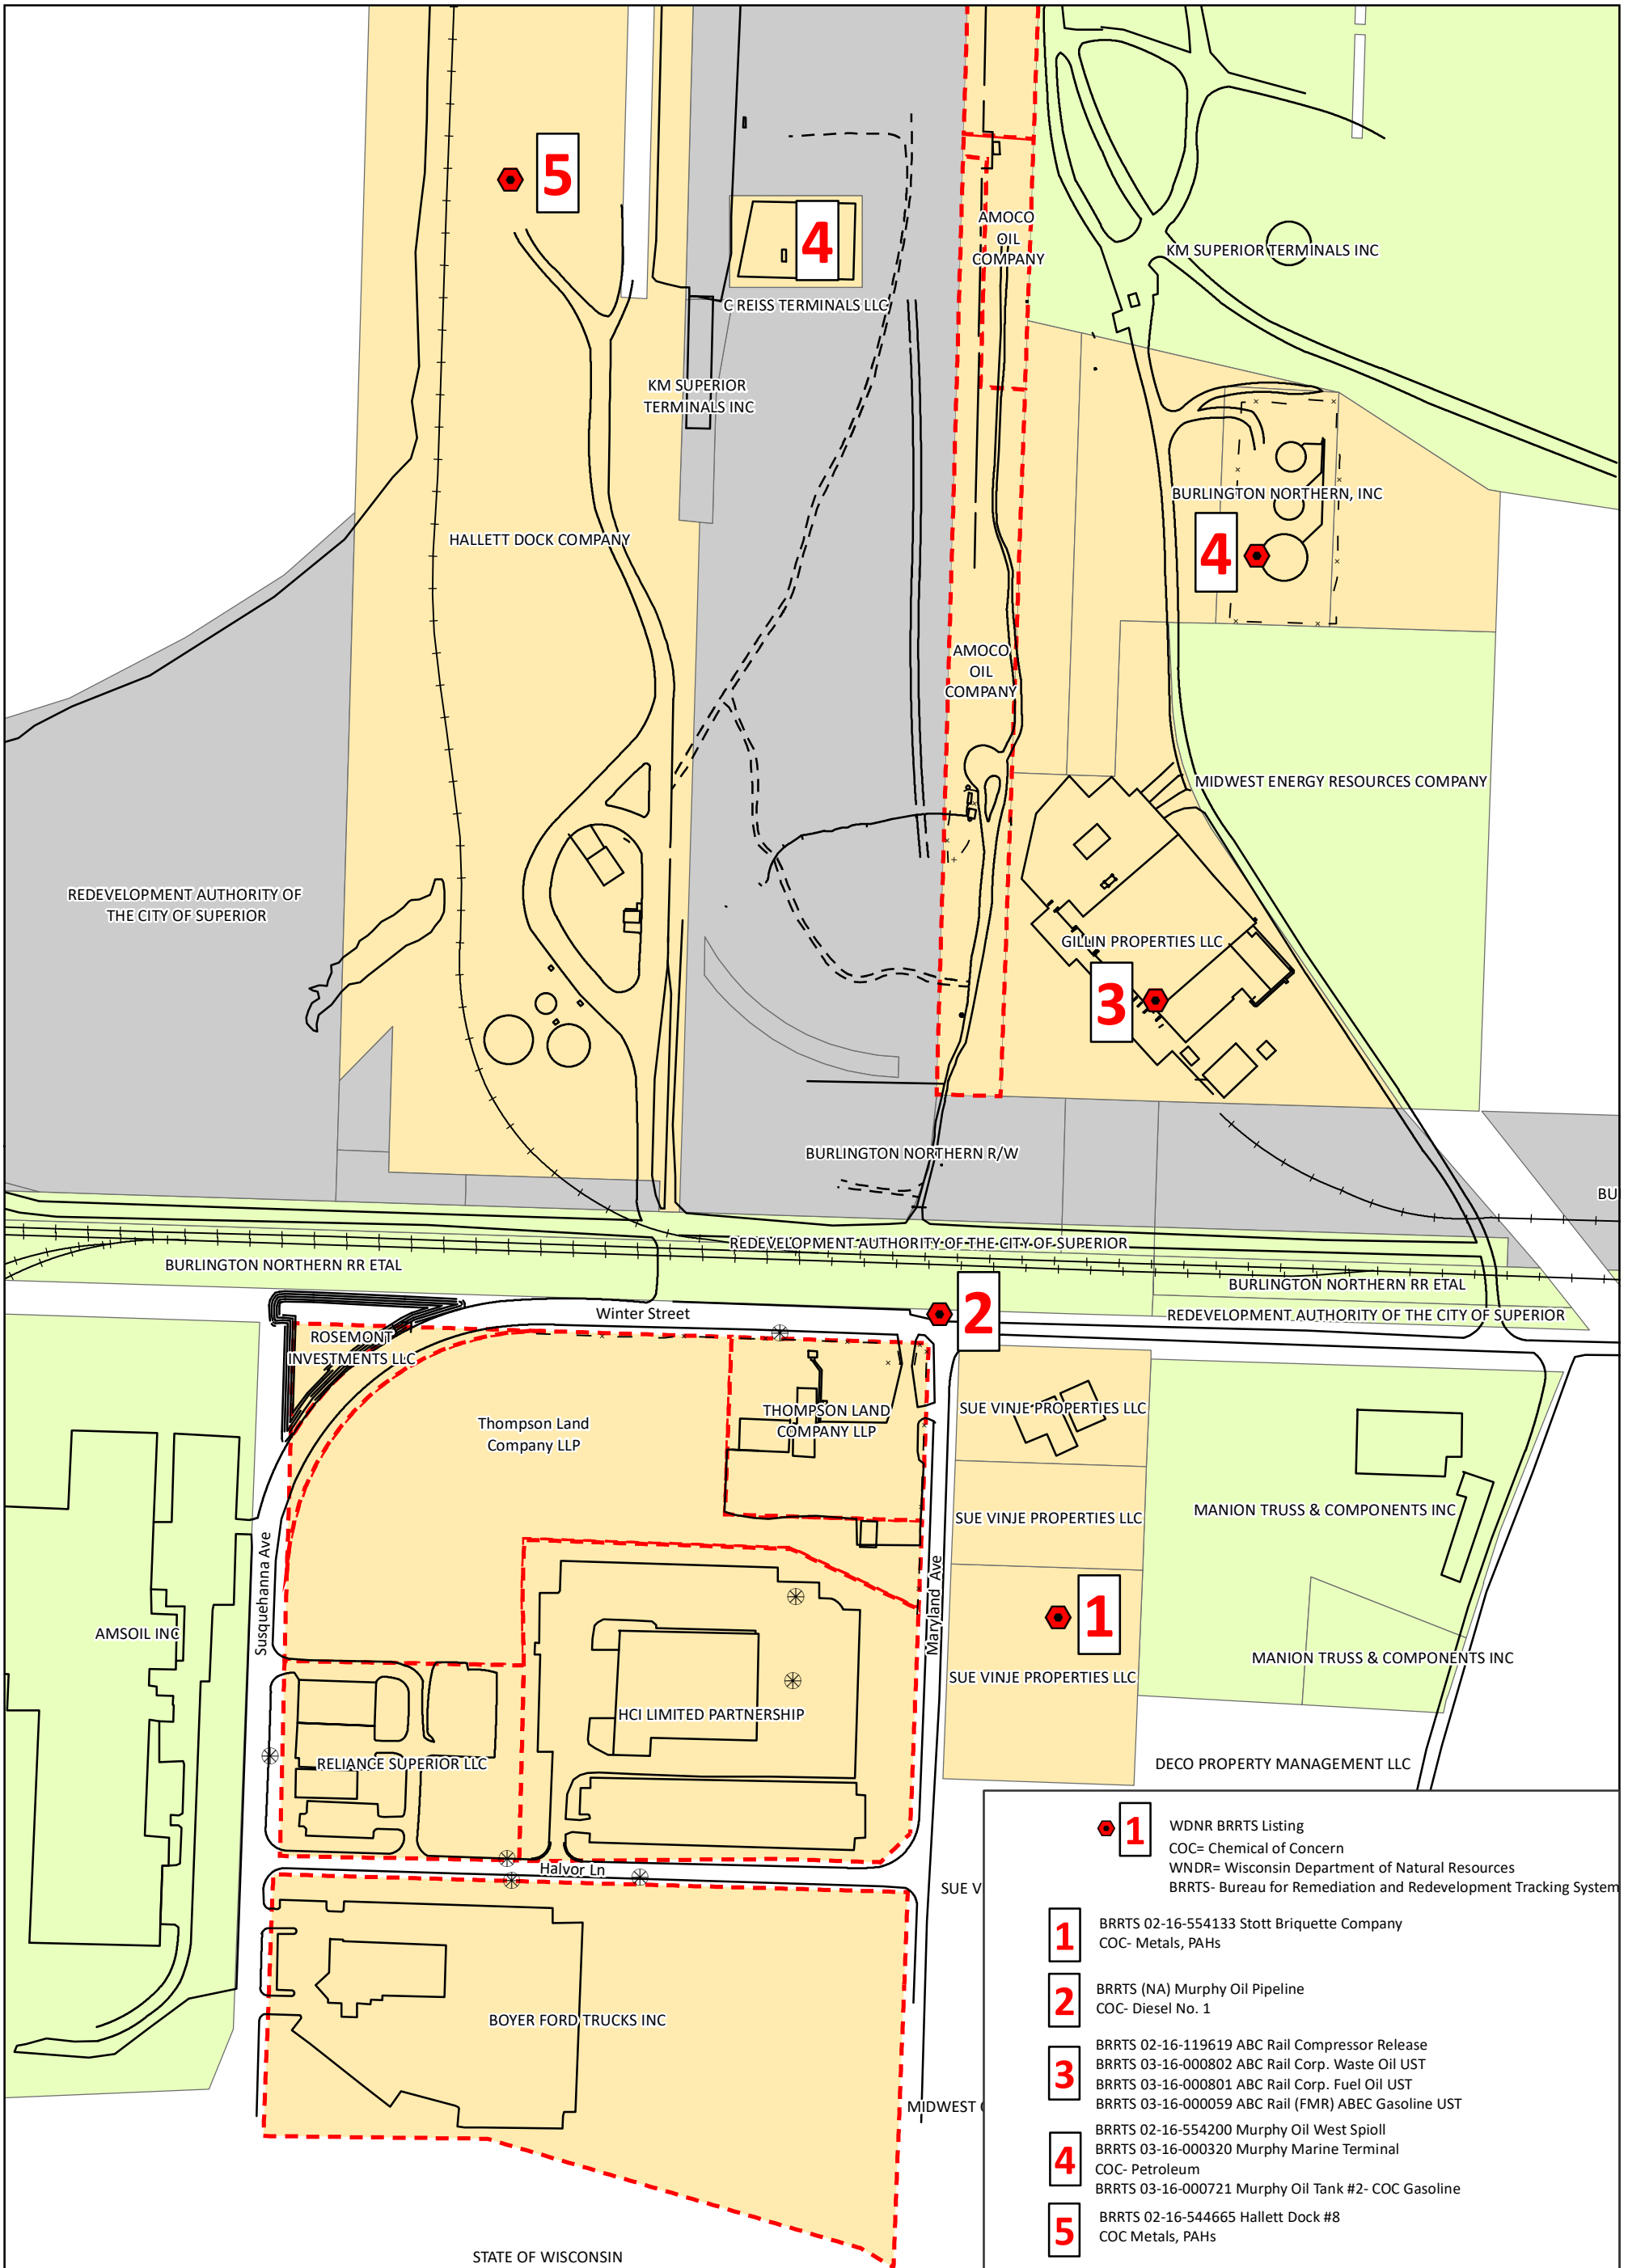 5
4
AMOCO
OIL
COMPANY
KM SUPERIOR TERMINALS INC
C REISS TERMINALS LLC
KM SUPERIOR
TERMINALS INC
BURLINGTON NORTHERN, INC
HALLETT DOCK COMPANY
4
AMOCO
OIL
COMPANY
MIDWEST ENERGY RESOURCES COMPANY
REDEVELOPMENT AUTHORITY OF
THE CITY OF SUPERIOR
GILLIN PROPERTIES LLC
3
BURLINGTON NORTHERN R/W
BU
REDEVELOPMENT AUTHORITY OF THE CITY OF SUPERIOR
BURLINGTON NORTHERN RR ETAL
BURLINGTON NORTHERN RR ETAL
Winter Street
2
REDEVELOPMENT AUTHORITY OF THE CITY OF SUPERIOR
ROSEMONT
INVESTMENTS LLC
Thompson Land
Company LLP
THOMPSON LAND
COMPANY LLP
SUE VINJE PROPERTIES LLC
SUE VINJE PROPERTIES LLC
MANION TRUSS & COMPONENTS INC
Susquehanna Ave
Maryland Ave
1
AMSOIL INC
SUE VINJE PROPERTIES LLC
MANION TRUSS & COMPONENTS INC
HCI LIMITED PARTNERSHIP
RELIANCE SUPERIOR LLC
DECO PROPERTY MANAGEMENT LLC
Halvor Ln
SUE V
BOYER FORD TRUCKS INC
MIDWEST
STATE OF WISCONSIN
1
WDNR BRRTS Listing
COC= Chemical of Concern
WNDR= Wisconsin Department of Natural Resources
BRRTS- Bureau for Remediation and Redevelopment Tracking System
1
BRRTS 02-16-554133 Stott Briquette Company
COC- Metals, PAHs
2
BRRTS (NA) Murphy Oil Pipeline
COC- Diesel No. 1
3
BRRTS 02-16-119619 ABC Rail Compressor Release
BRRTS 03-16-000802 ABC Rail Corp. Waste Oil UST
BRRTS 03-16-000801 ABC Rail Corp. Fuel Oil UST
BRRTS 03-16-000059 ABC Rail (FMR) ABEC Gasoline UST
4
BRRTS 02-16-554200 Murphy Oil West Spioll
BRRTS 03-16-000320 Murphy Marine Terminal
COC- Petroleum
BRRTS 03-16-000721 Murphy Oil Tank #2- COC Gasoline
5
BRRTS 02-16-544665 Hallett Dock #8
COC Metals, PAHs